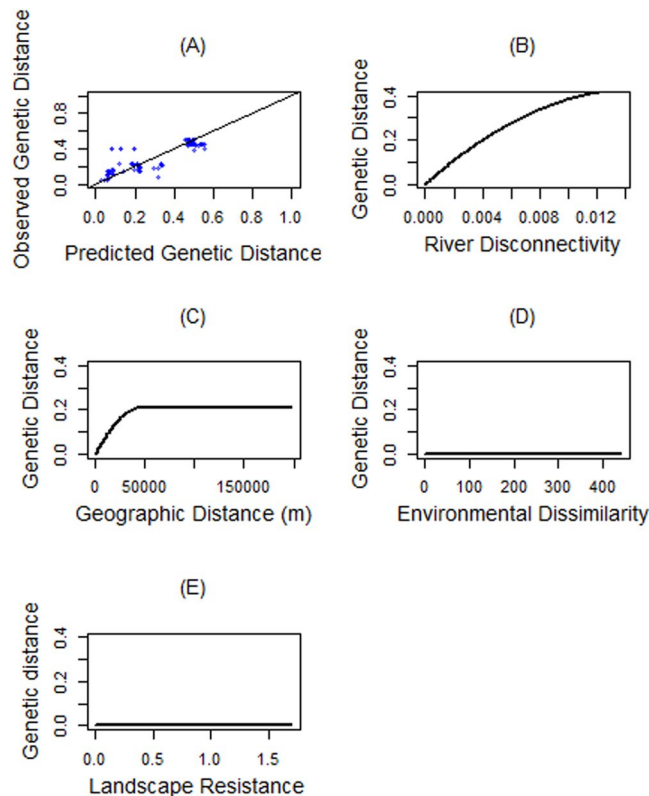 (A)
Observed Genetic Distance
0.0 0.4 0.8
0.0 0.2 0.4 0.6 0.8 1.0
Predicted Genetic Distance
(B)
Genetic Distance
0.0 0.2 0.4
0.000 0.004 0.008 0.012
River Disconnectivity
(C)
Genetic Distance
0.0 0.2 0.4
0 50000 150000
Geographic Distance (m)
(D)
Genetic Distance
0.0 0.2 0.4
0 100 200 300 400
Environmental Dissimilarity
(E)
Genetic distance
0.0 0.2 0.4
0.0 0.5 1.0 1.5
Landscape Resistance